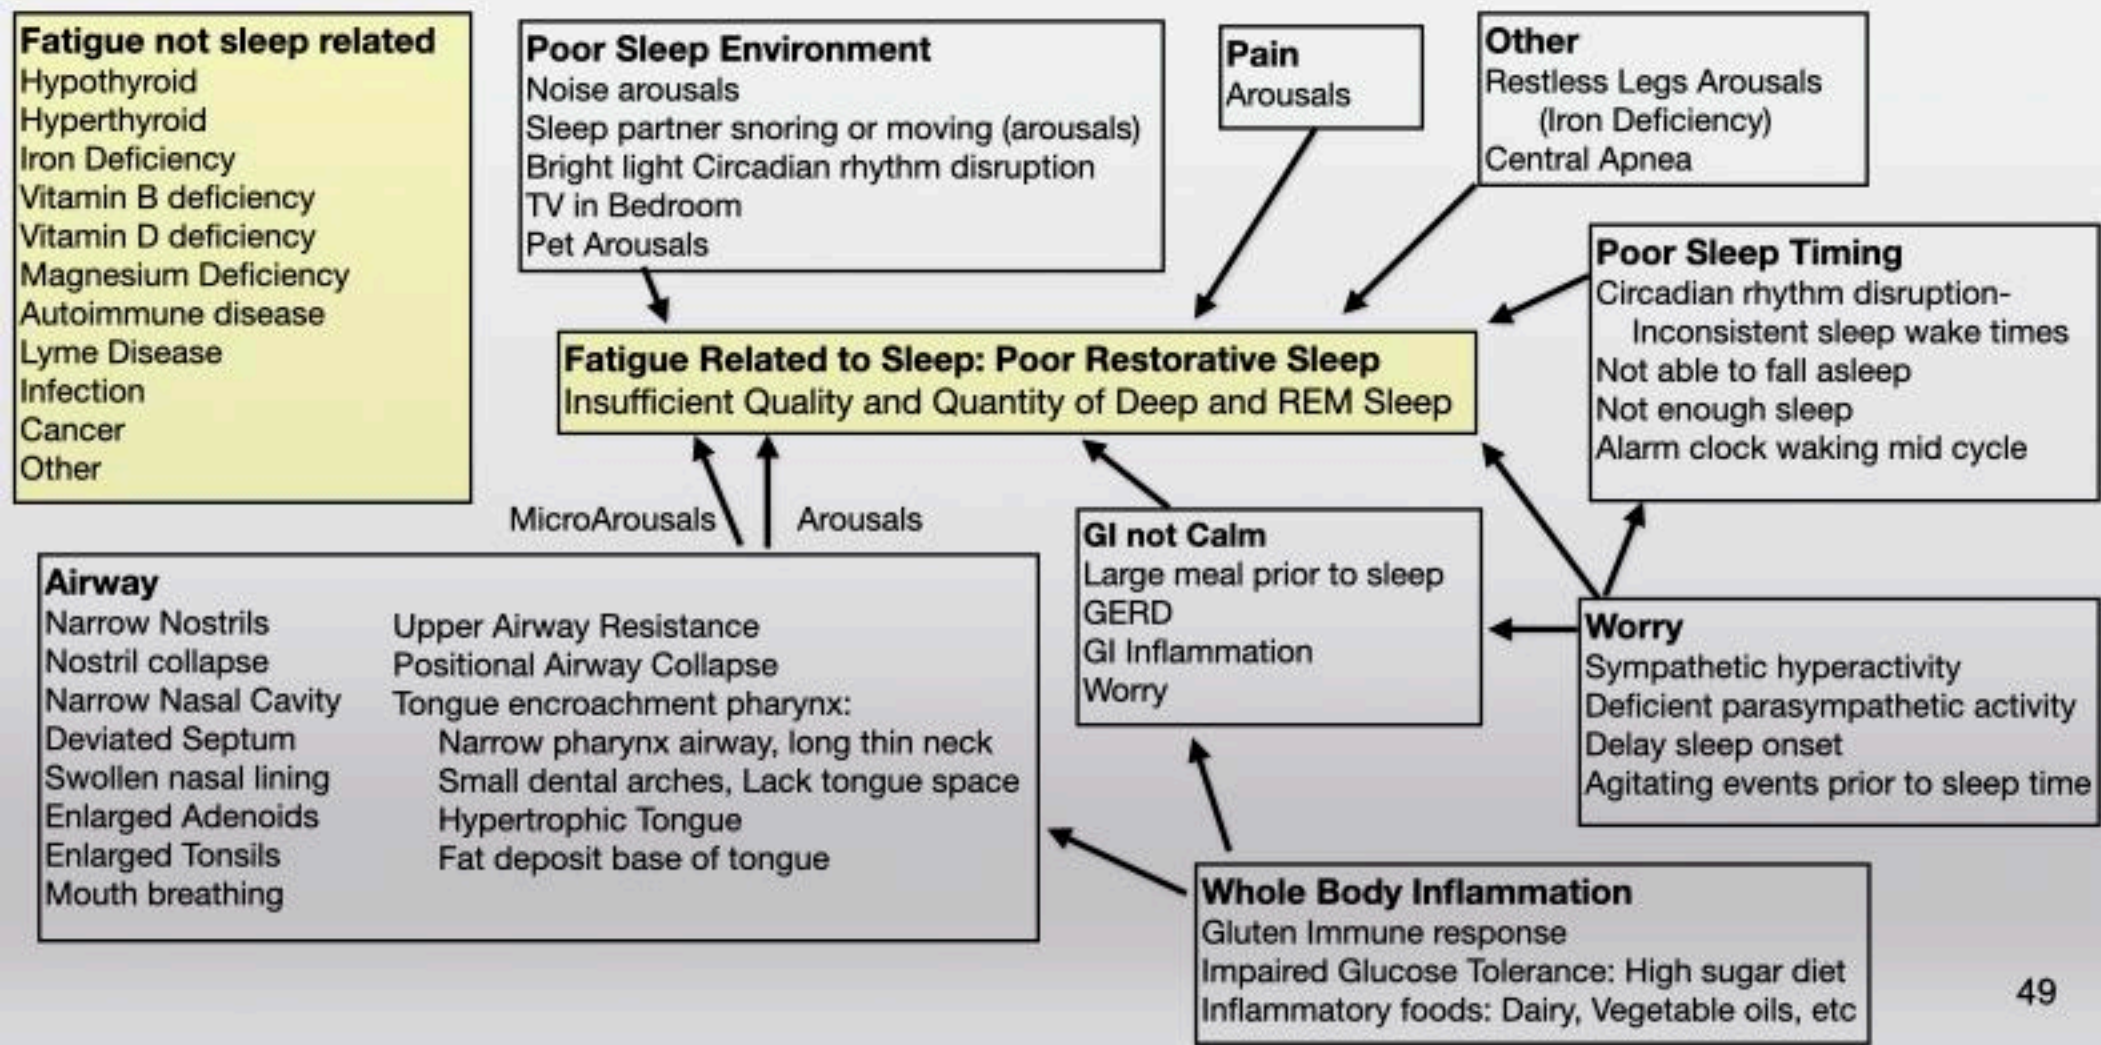 Fatigue not sleep related
Hypothyroid
Hyperthyroid
Iron Deficiency
Vitamin B deficiency
Vitamin D deficiency
Magnesium Deficiency
Autoimmune disease
Lyme Disease
Infection
Cancer
Other
Poor Sleep Environment
Noise arousals
Sleep partner snoring or moving (arousals)
Bright light Circadian rhythm disruption
TV in Bedroom
Pet Arousals
Pain
Arousals
Other
Restless Legs Arousals
(Iron Deficiency)
Central Apnea
Poor Sleep Timing
Circadian rhythm disruption-
Inconsistent sleep wake times
Not able to fall asleep
Not enough sleep
Alarm clock waking mid cycle
Fatigue Related to Sleep: Poor Restorative Sleep
Insufficient Quality and Quantity of Deep and REM Sleep
MicroArousals
Arousals
Airway
Narrow Nostrils
Nostril collapse
Narrow Nasal Cavity
Deviated Septum
Swollen nasal lining
Enlarged Adenoids
Enlarged Tonsils
Mouth breathing
Upper Airway Resistance
Positional Airway Collapse
Tongue encroachment pharynx:
Narrow pharynx airway, long thin neck
Small dental arches, Lack tongue space
Hypertrophic Tongue
Fat deposit base of tongue
GI not Calm
Large meal prior to sleep
GERD
GI Inflammation
Worry
Worry
Sympathetic hyperactivity
Deficient parasympathetic activity
Delay sleep onset
Agitating events prior to sleep time
Whole Body Inflammation
Gluten Immune response
Impaired Glucose Tolerance: High sugar diet
Inflammatory foods: Dairy, Vegetable oils, etc
49